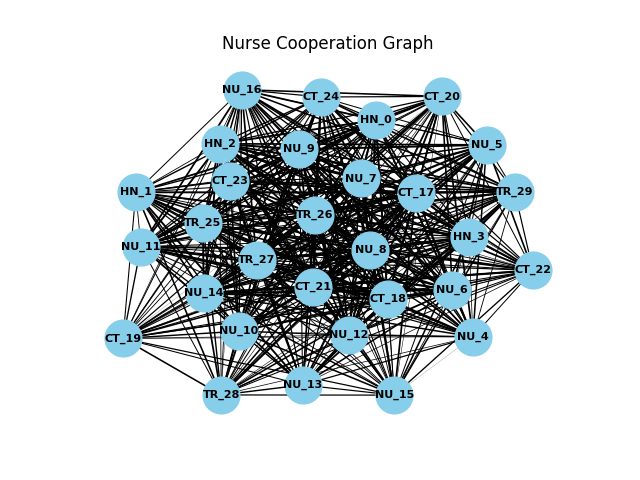 Nurse Cooperation Graph
NU_16
CT_24
CT_20
HN_0
HN_2
NU_9
NU_5
CT_23
NU_7
HN_1
CT_17
TR_29
TR_25
TR_26
HN_3
NU_11
NU_8
TR_27
CT_22
CT_21
NU_14
NU_6
CT_18
NU_10
NU_12
CT_19
NU_4
NU_13
TR_28
NU_15